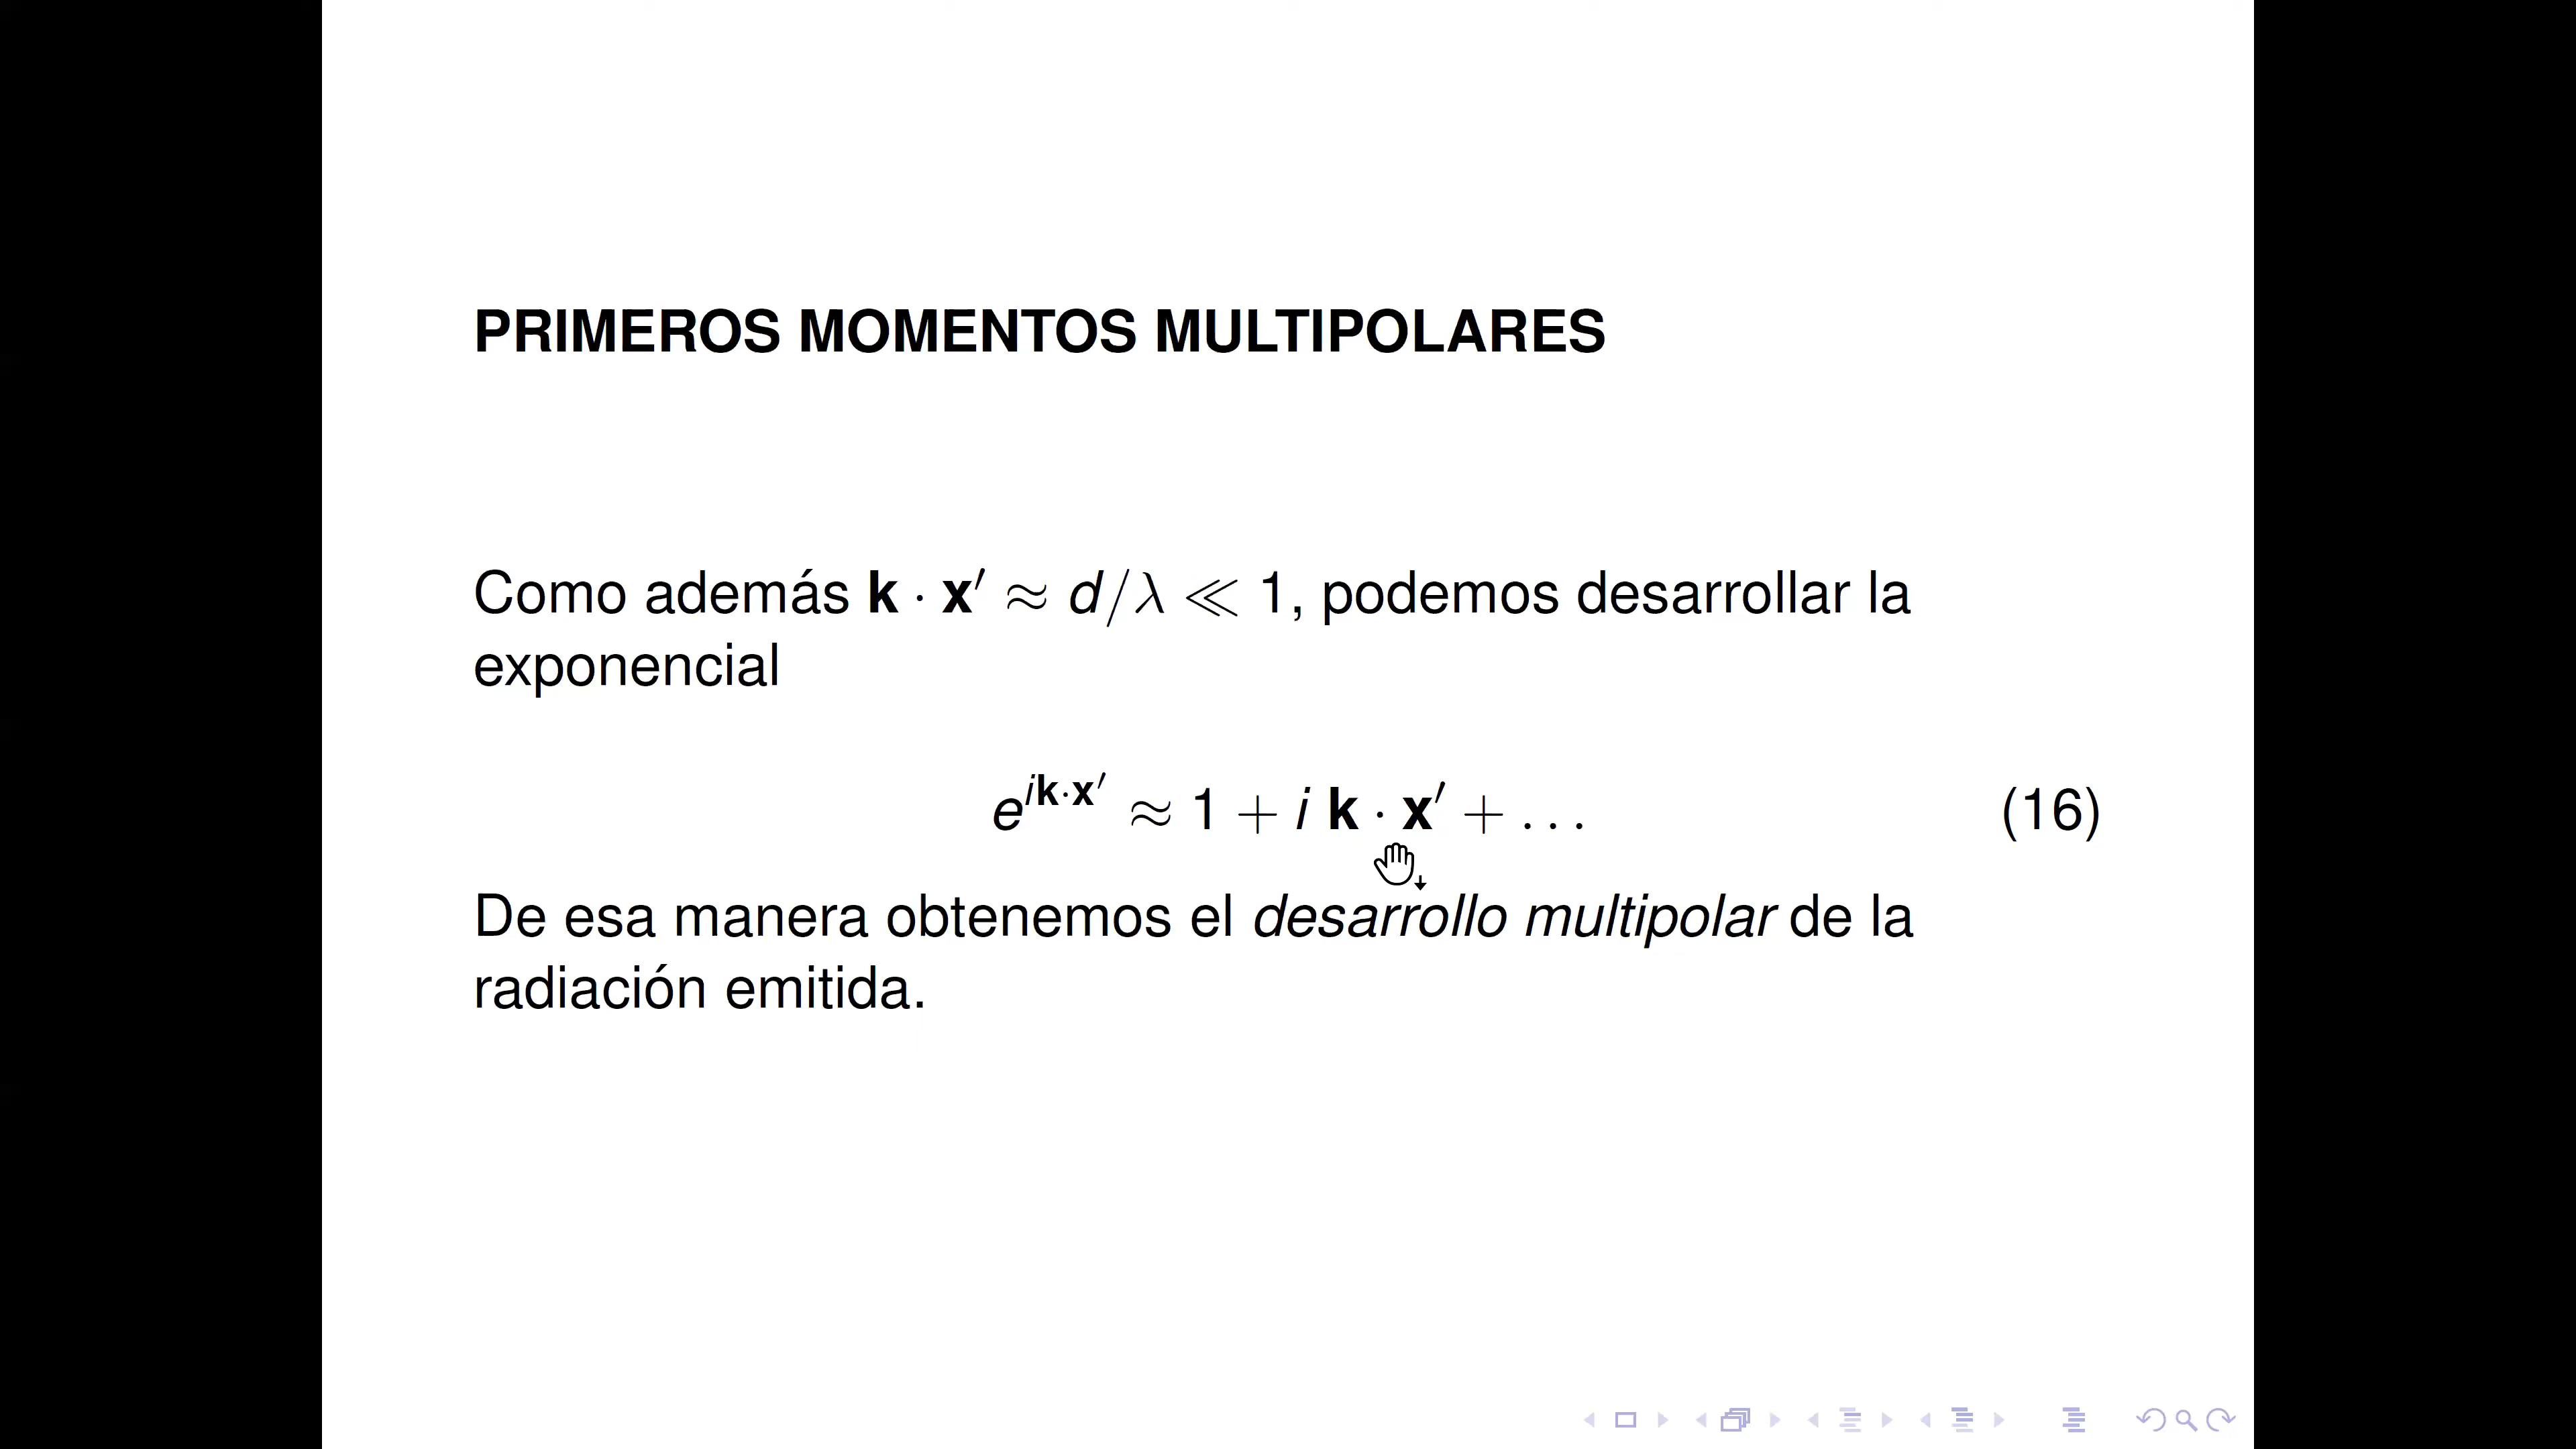 PRIMEROS MOMENTOS MULTIPOLARES
Como además k · x′ ≈ d/λ ≪ 1, podemos desarrollar la
exponencial
e^{ik·x′} ≈ 1 + i k · x′ + . . . (16)
De esa manera obtenemos el desarrollo multipolar de la
radiación emitida.